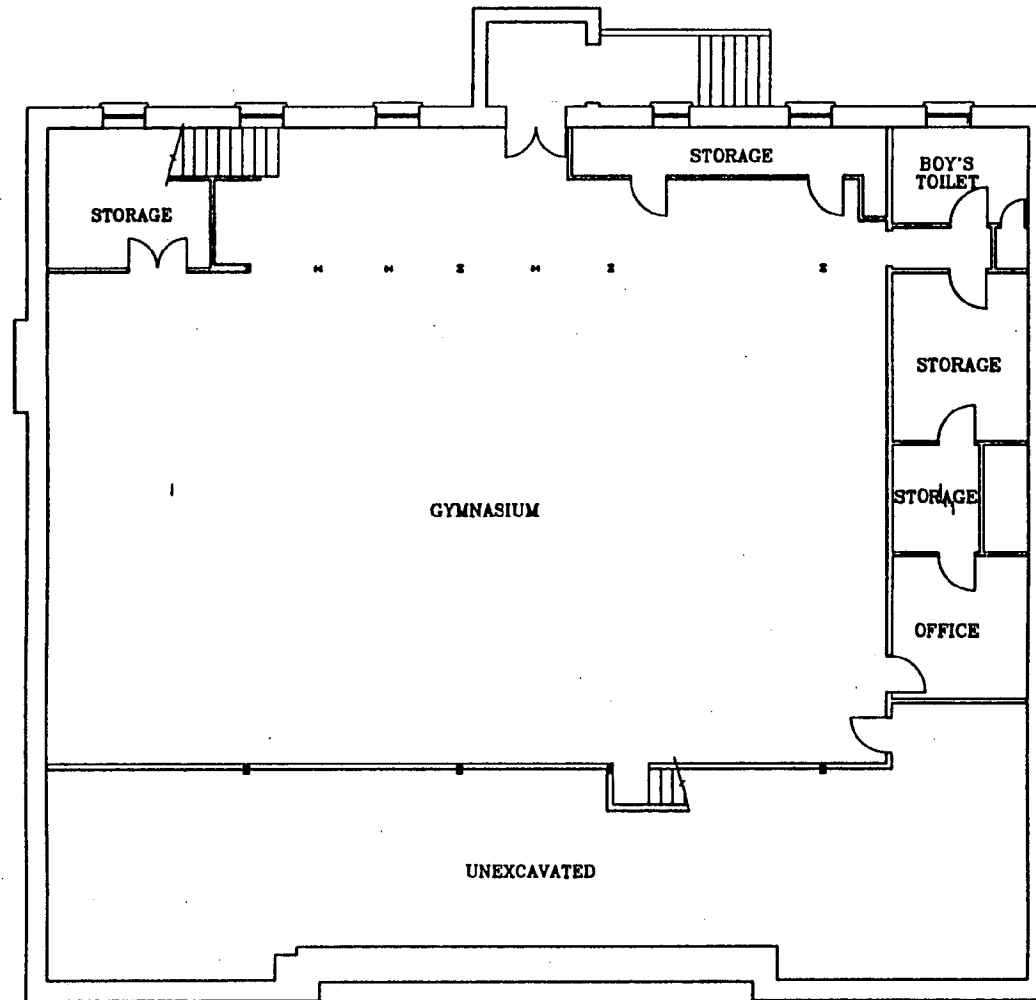 STORAGE
BOY'S
TOILET
STORAGE
STORAGE
STORAGE
GYMNASIUM
OFFICE
UNEXCAVATED